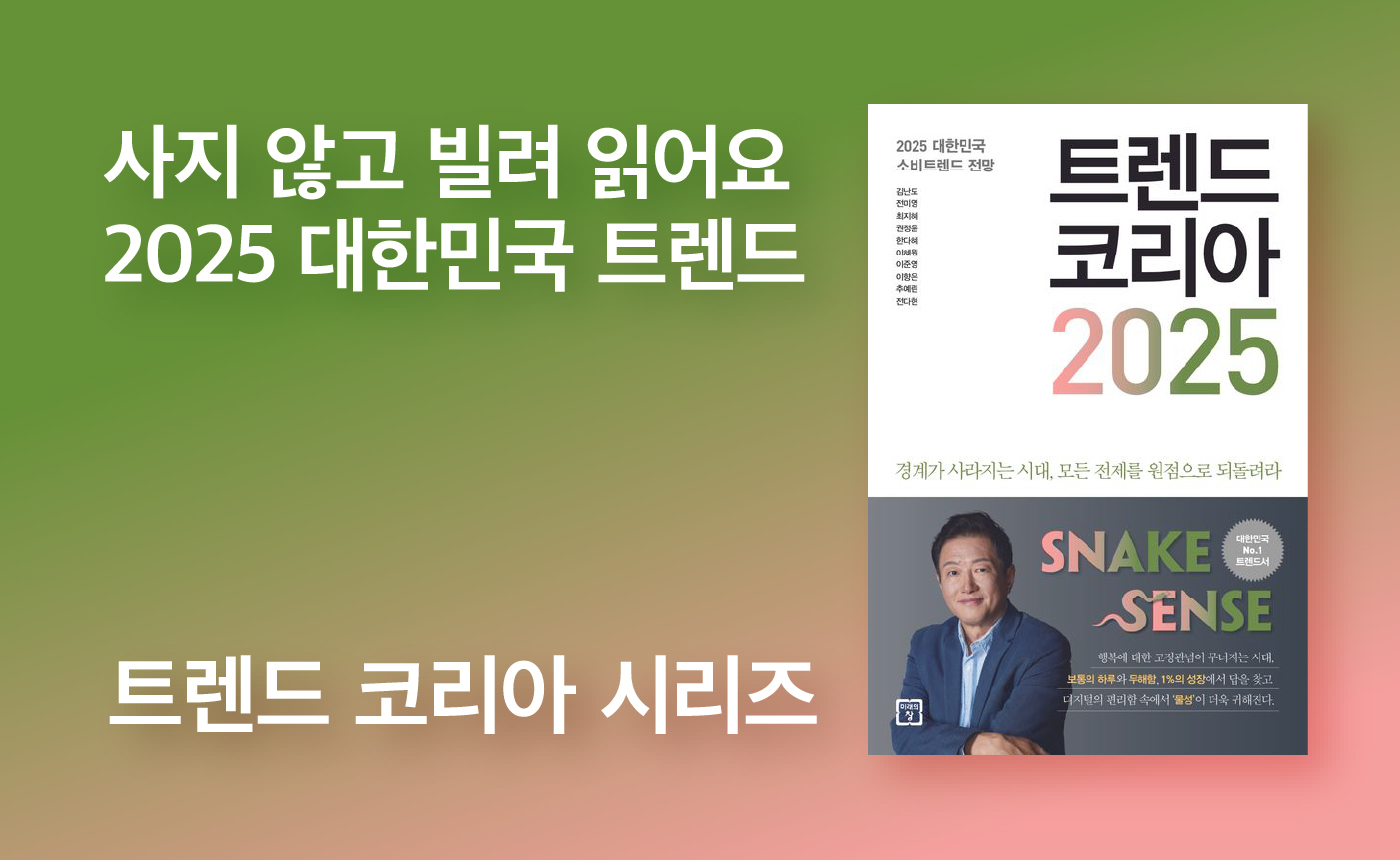 사지 않고 빌려 읽어요
2025 대한민국 트렌드
트렌드 코리아 시리즈
2025 대한민국
소비트렌드 전망
김난도
전미영
최지혜
권정윤
한다혜
이혜원
이준영
이향은
추예린
전다현
트렌드
코리아
2025
경계가 사라지는 시대, 모든 전제를 원점으로 되돌려라
SNAKE
SENSE
대한민국
No.1
트렌드서
행복에 대한 고정관념이 무너지는 시대,
보통의 하루와 무해함, 1%의 성장에서 답을 찾고
디지털의 편리함 속에서 '물성'이 더욱 귀해진다.
미래의
창